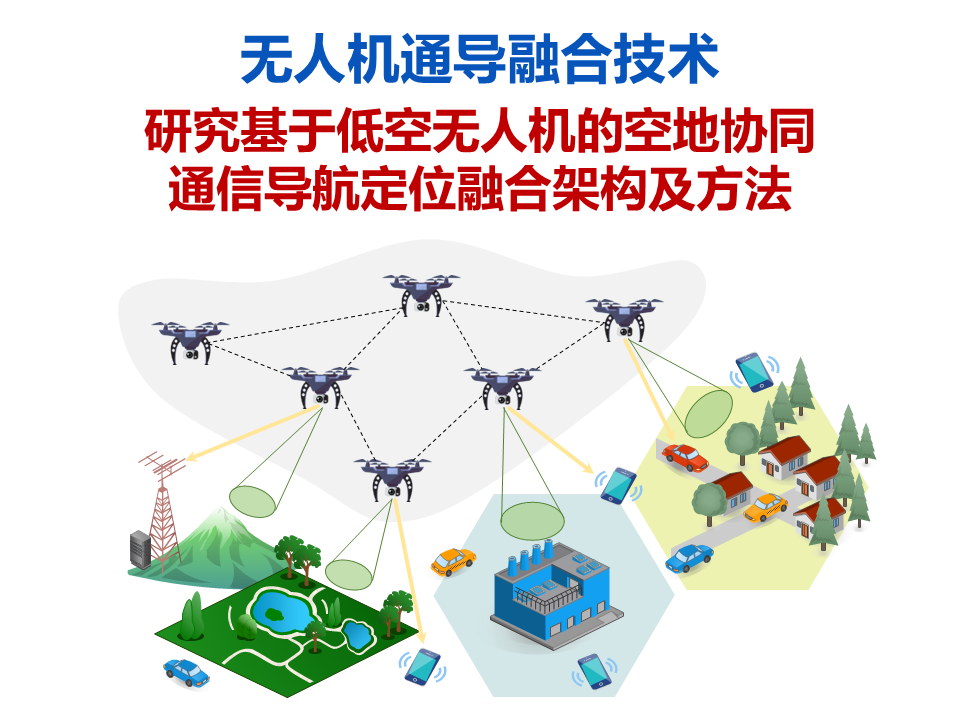 无人机通导融合技术
研究基于低空无人机的空地协同
通信导航定位融合架构及方法